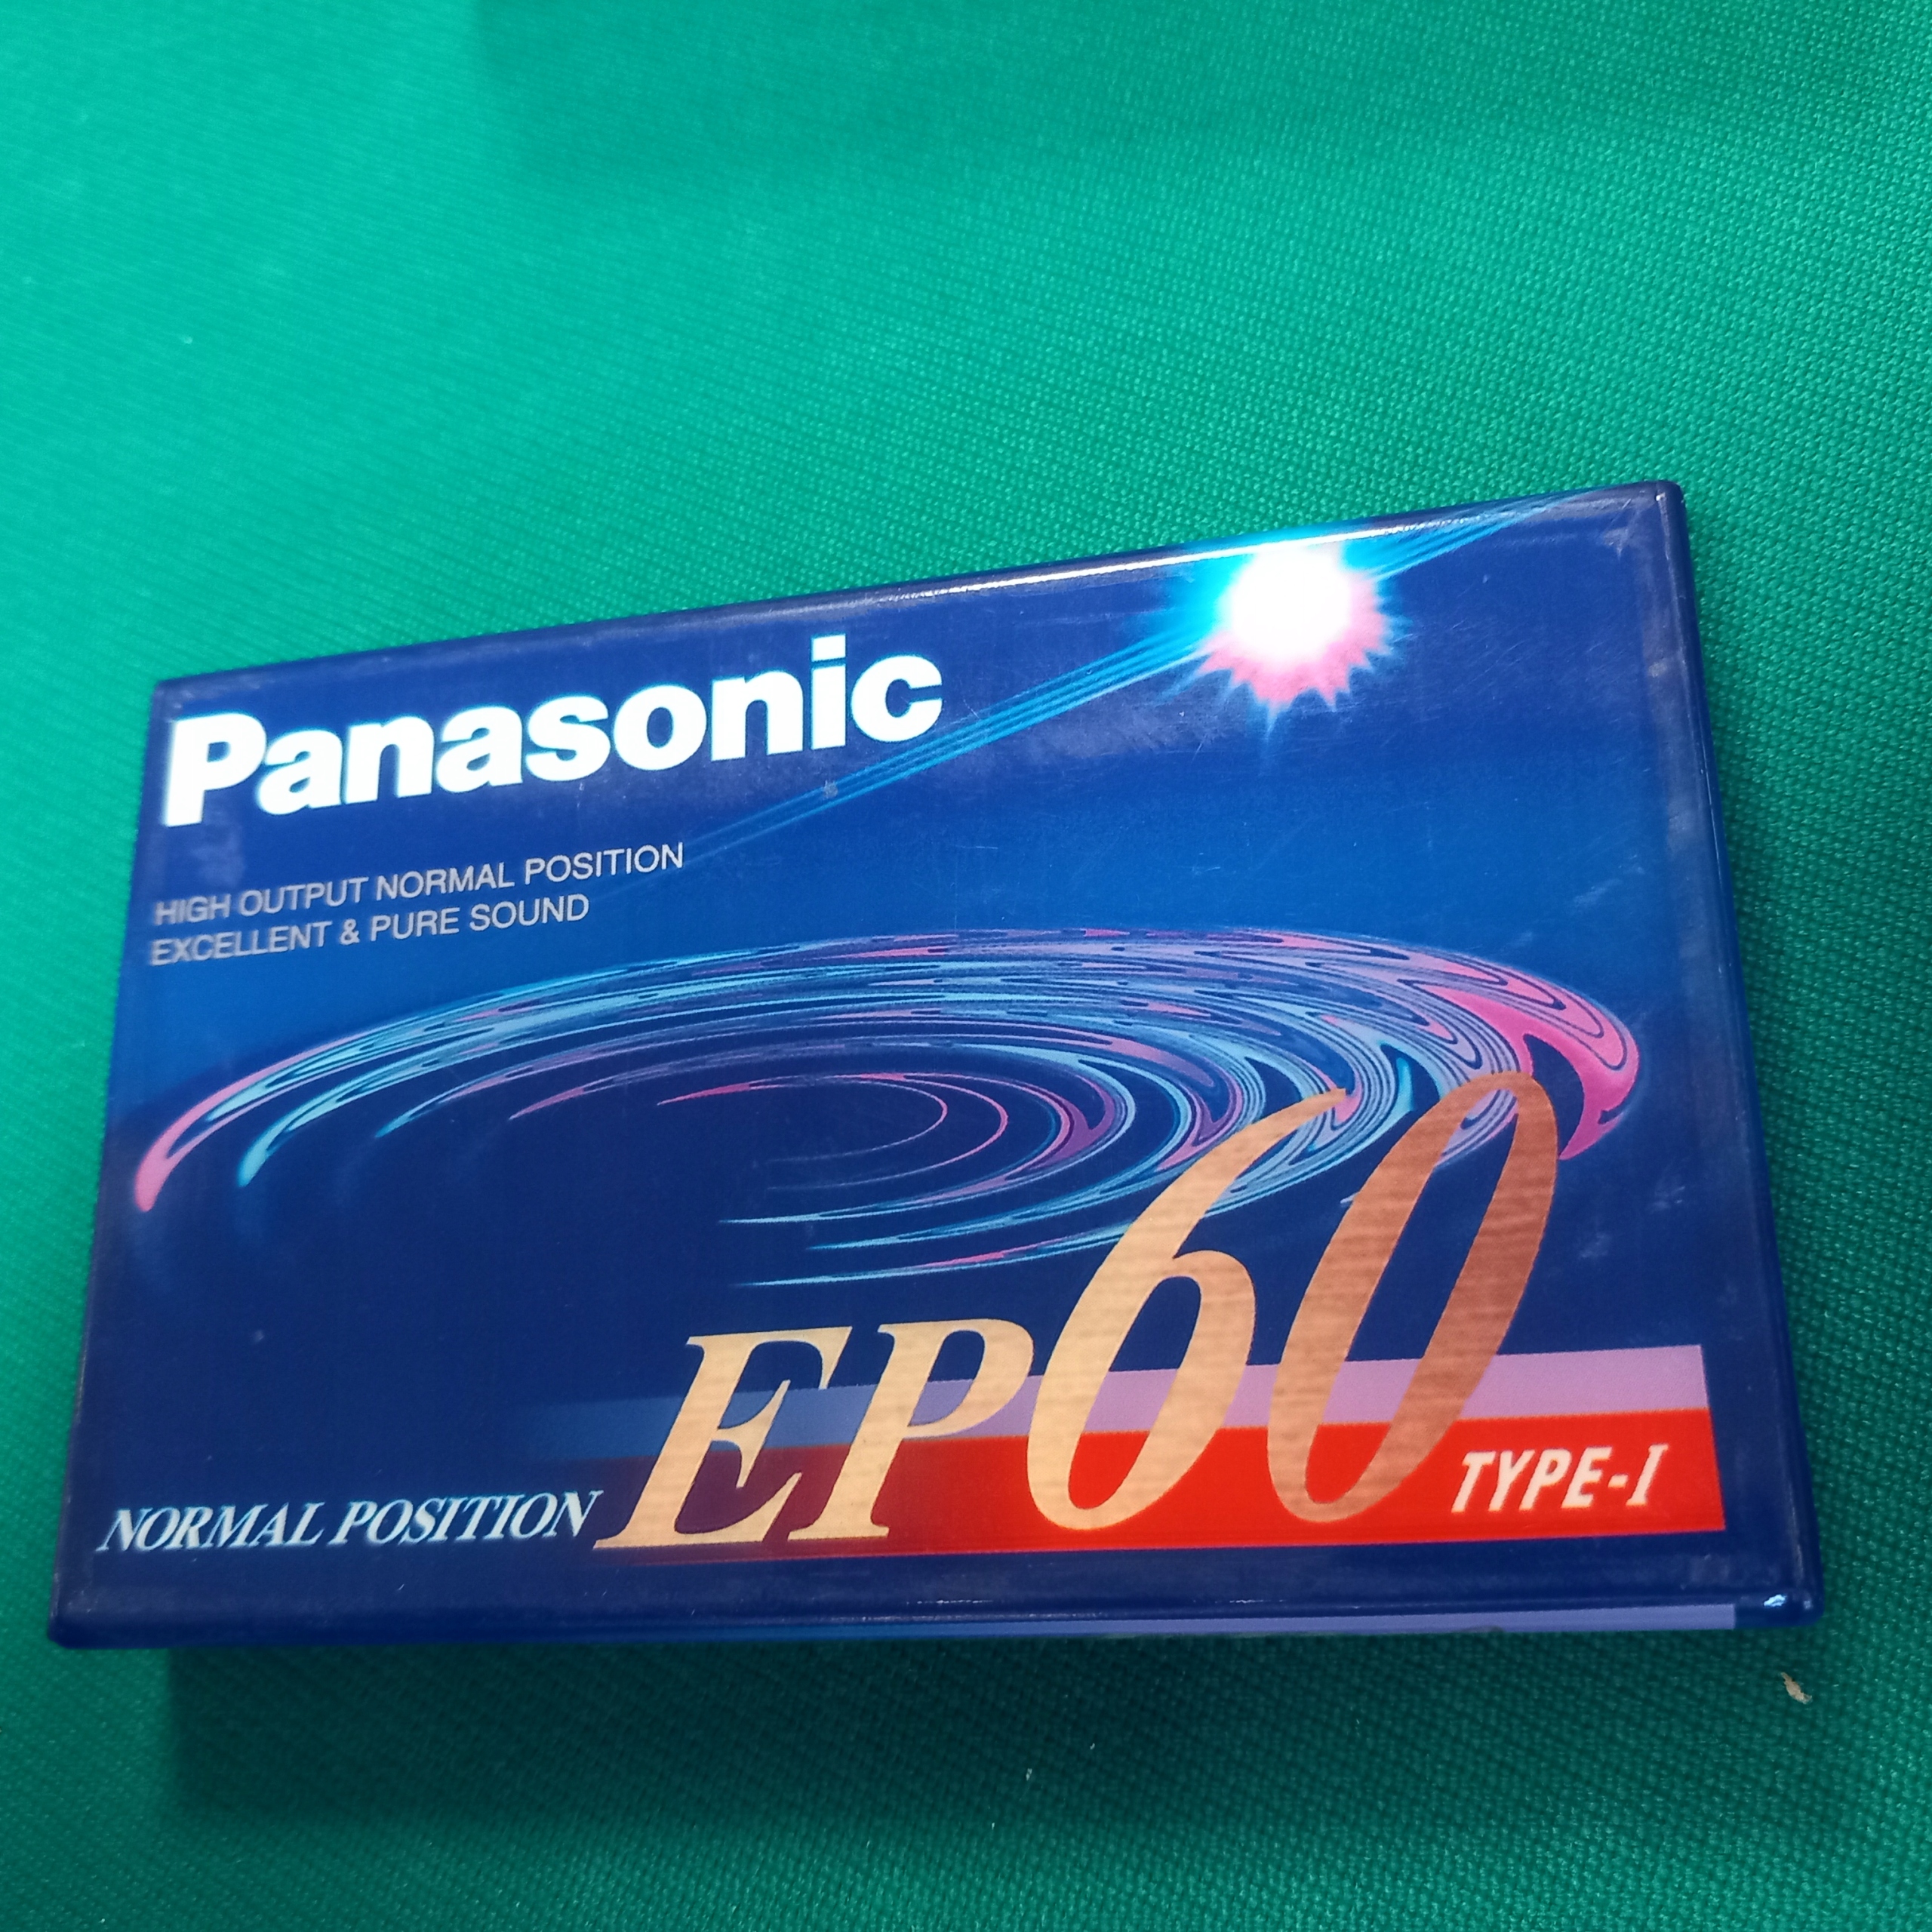 Panasonic
HIGH OUTPUT NORMAL POSITION
EXCELLENT & PURE SOUND
NORMAL POSITION EP60 TYPE-I